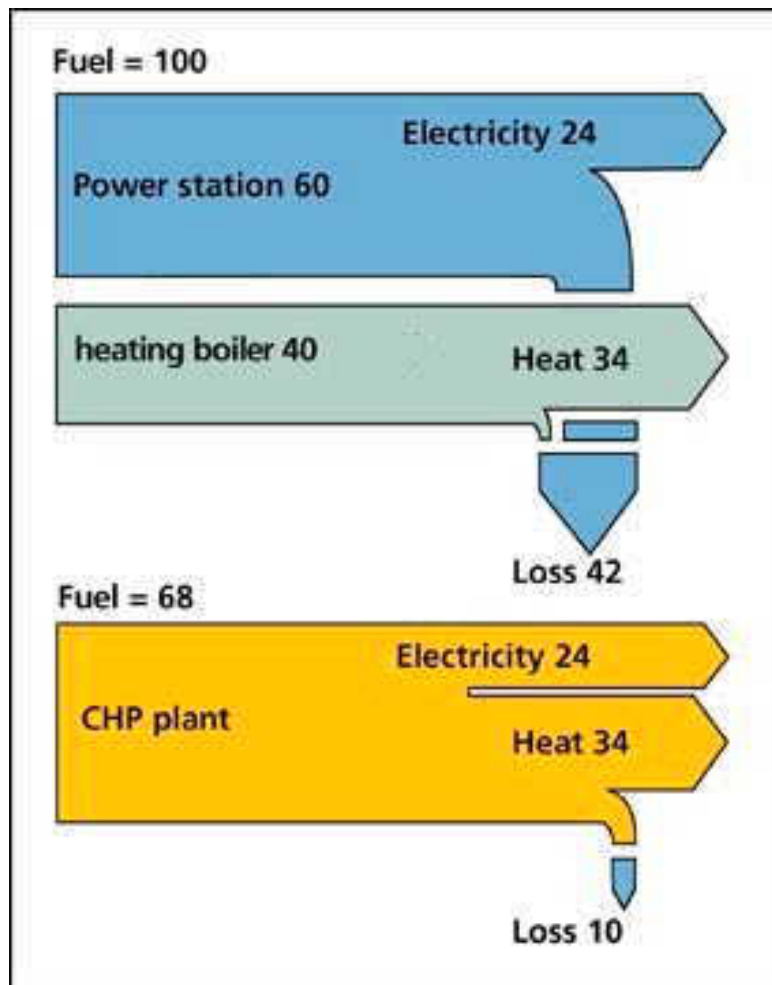 Fuel = 100
Electricity 24
Power station 60
heating boiler 40
Heat 34
Loss 42
Fuel = 68
Electricity 24
CHP plant
Heat 34
Loss 10